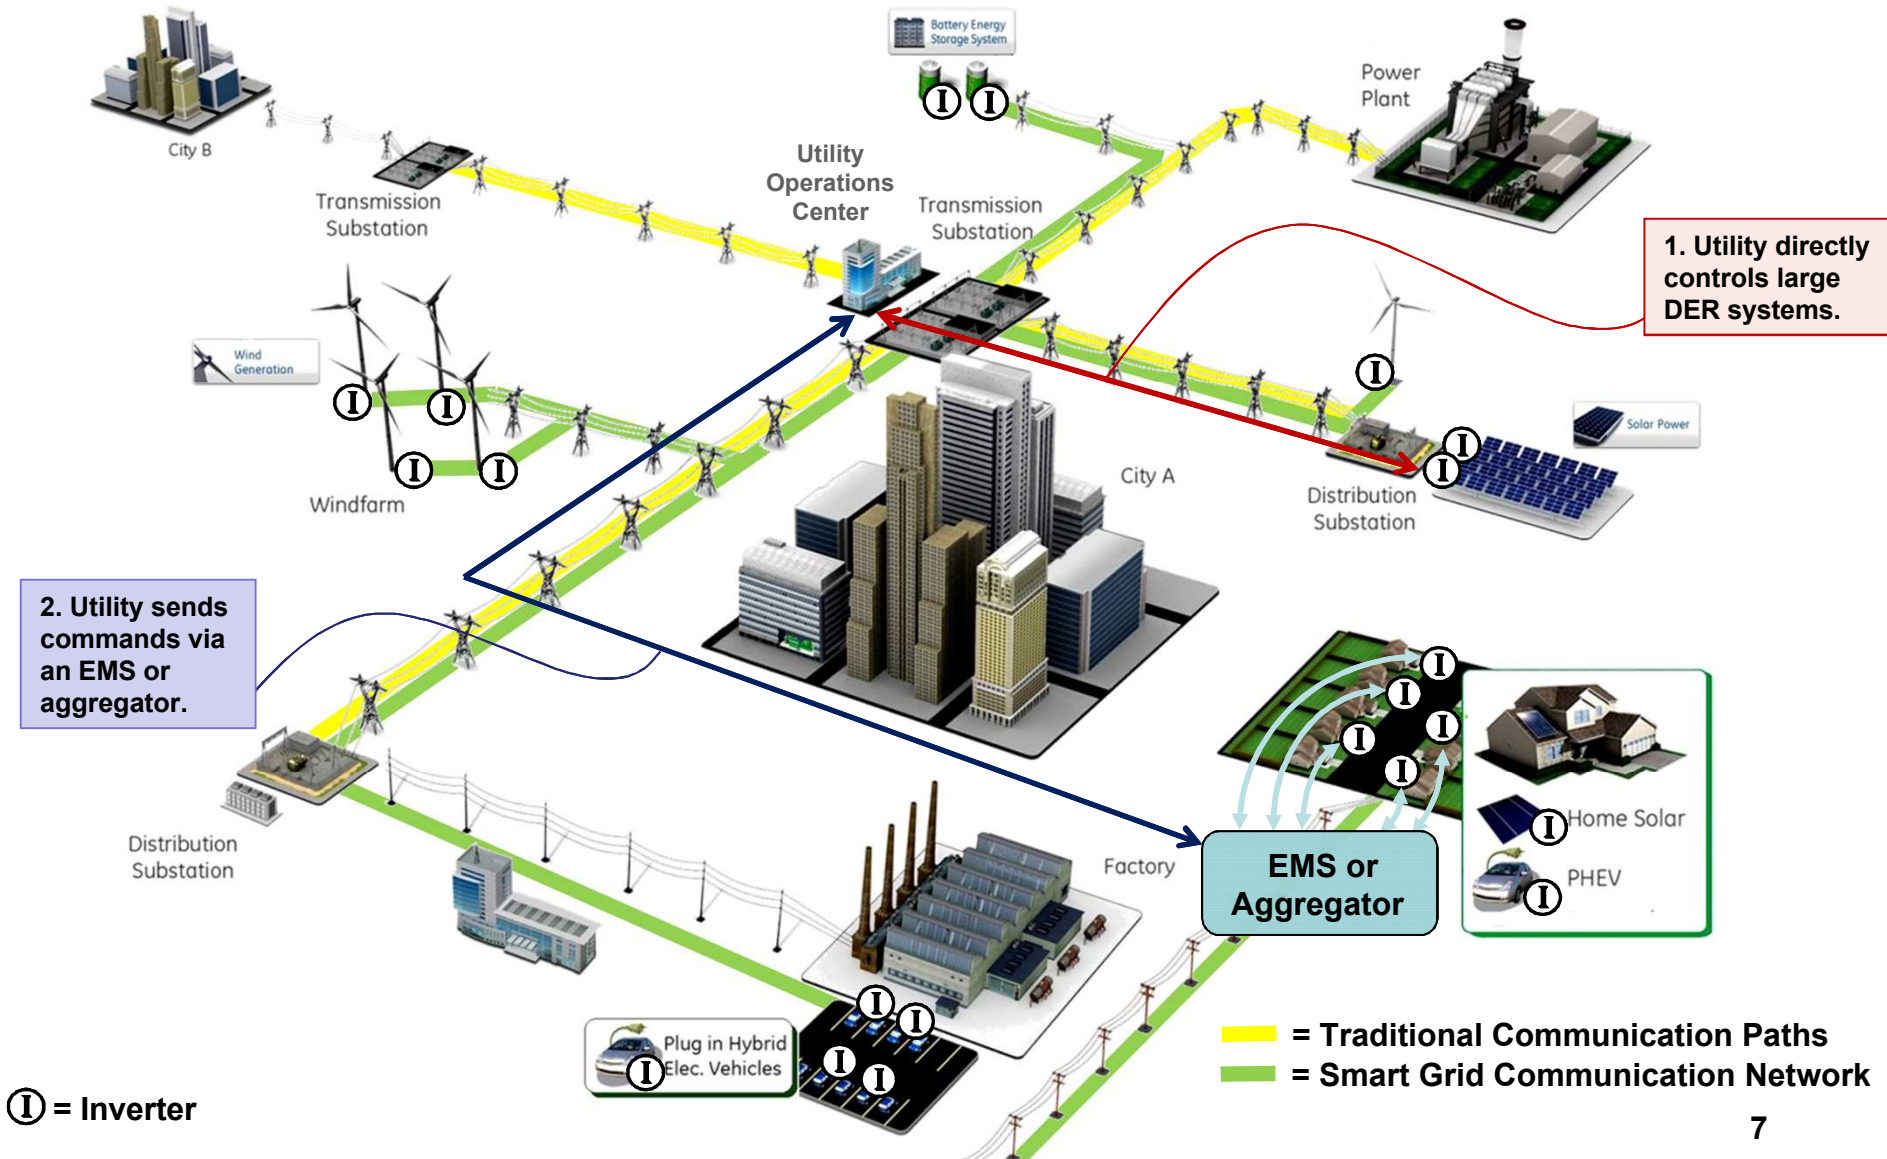 Battery Energy
Storage System
Power
Plant
City B
Utility
Operations
Center
Transmission
Substation
Transmission
Substation
1. Utility directly
controls large
DER systems.
Wind
Generation
Solar Power
City A
Windfarm
Distribution
Substation
2. Utility sends
commands via
an EMS or
aggregator.
I
I
I
I
I
I
I
I
I
I
I
I
I
I
Home Solar
I
PHEV
I
Distribution
Substation
Factory
EMS or
Aggregator
I
I
I
I
Plug in Hybrid
Elec. Vehicles
I
= Traditional Communication Paths
= Smart Grid Communication Network
I = Inverter
7